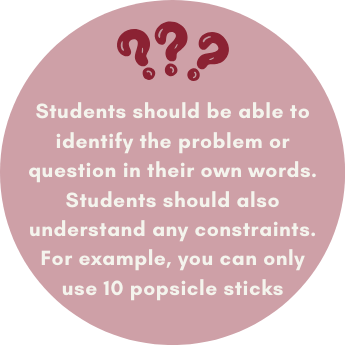 ???
Students should be able to
identify the problem or
question in their own words.
Students should also
understand any constraints.
For example, you can only
use 10 popsicle sticks